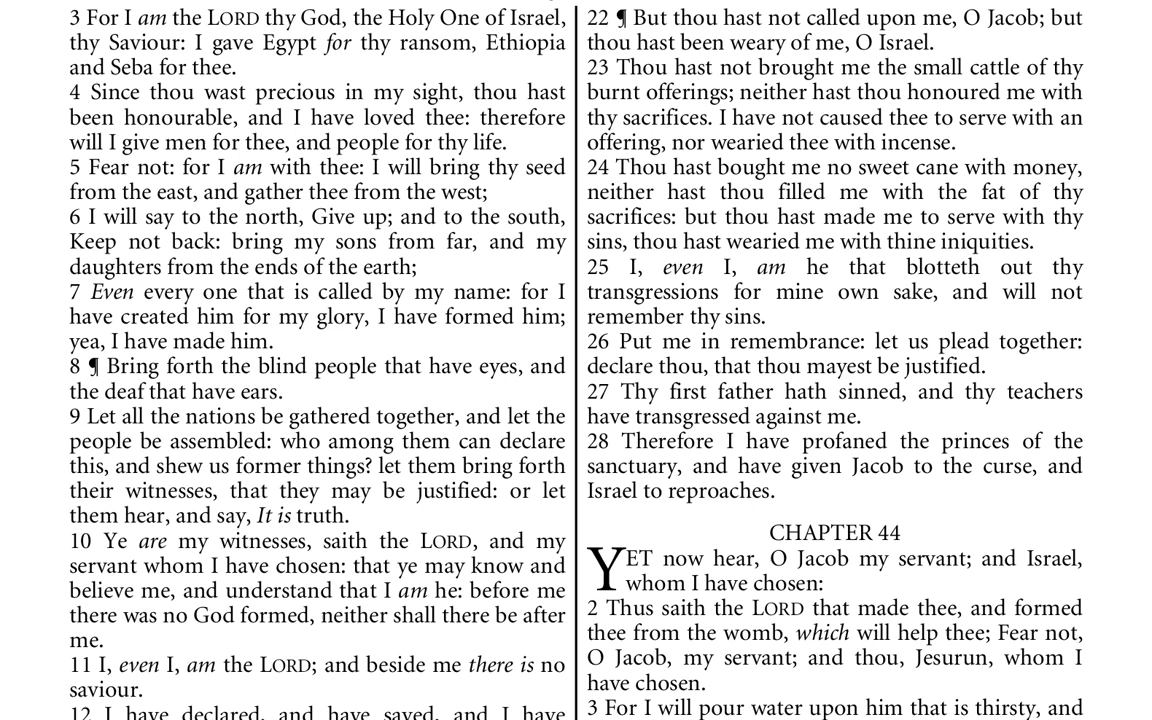 3 For I am the LORD thy God, the Holy One of Israel,
thy Saviour: I gave Egypt for thy ransom, Ethiopia
and Seba for thee.
4 Since thou wast precious in my sight, thou hast
been honourable, and I have loved thee: therefore
will I give men for thee, and people for thy life.
5 Fear not: for I am with thee: I will bring thy seed
from the east, and gather thee from the west;
6 I will say to the north, Give up; and to the south,
Keep not back: bring my sons from far, and my
daughters from the ends of the earth;
7 Even every one that is called by my name: for I
have created him for my glory, I have formed him;
yea, I have made him.
8 ¶ Bring forth the blind people that have eyes, and
the deaf that have ears.
9 Let all the nations be gathered together, and let the
people be assembled: who among them can declare
this, and shew us former things? let them bring forth
their witnesses, that they may be justified: or let
them hear, and say, It is truth.
10 Ye are my witnesses, saith the LORD, and my
servant whom I have chosen: that ye may know and
believe me, and understand that I am he: before me
there was no God formed, neither shall there be after
me.
11 I, even I, am the LORD; and beside me there is no
saviour.
12 I have declared, and have saved, and I have
22 ¶ But thou hast not called upon me, O Jacob; but
thou hast been weary of me, O Israel.
23 Thou hast not brought me the small cattle of thy
burnt offerings; neither hast thou honoured me with
thy sacrifices. I have not caused thee to serve with an
offering, nor wearied thee with incense.
24 Thou hast bought me no sweet cane with money,
neither hast thou filled me with the fat of thy
sacrifices: but thou hast made me to serve with thy
sins, thou hast wearied me with thine iniquities.
25 I, even I, am he that blotteth out thy
transgressions for mine own sake, and will not
remember thy sins.
26 Put me in remembrance: let us plead together:
declare thou, that thou mayest be justified.
27 Thy first father hath sinned, and thy teachers
have transgressed against me.
28 Therefore I have profaned the princes of the
sanctuary, and have given Jacob to the curse, and
Israel to reproaches.
CHAPTER 44
YET now hear, O Jacob my servant; and Israel,
whom I have chosen:
2 Thus saith the LORD that made thee, and formed
thee from the womb, which will help thee; Fear not,
O Jacob, my servant; and thou, Jesurun, whom I
have chosen.
3 For I will pour water upon him that is thirsty, and